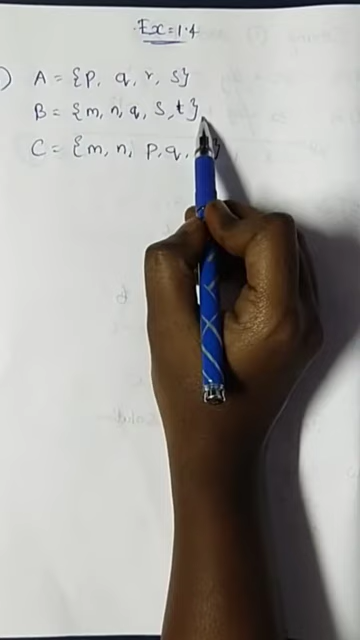 Ex=1.4
) A = {p, q, r, s}
B = {m, n, q, s, t}
C = {m, n, p, q, }